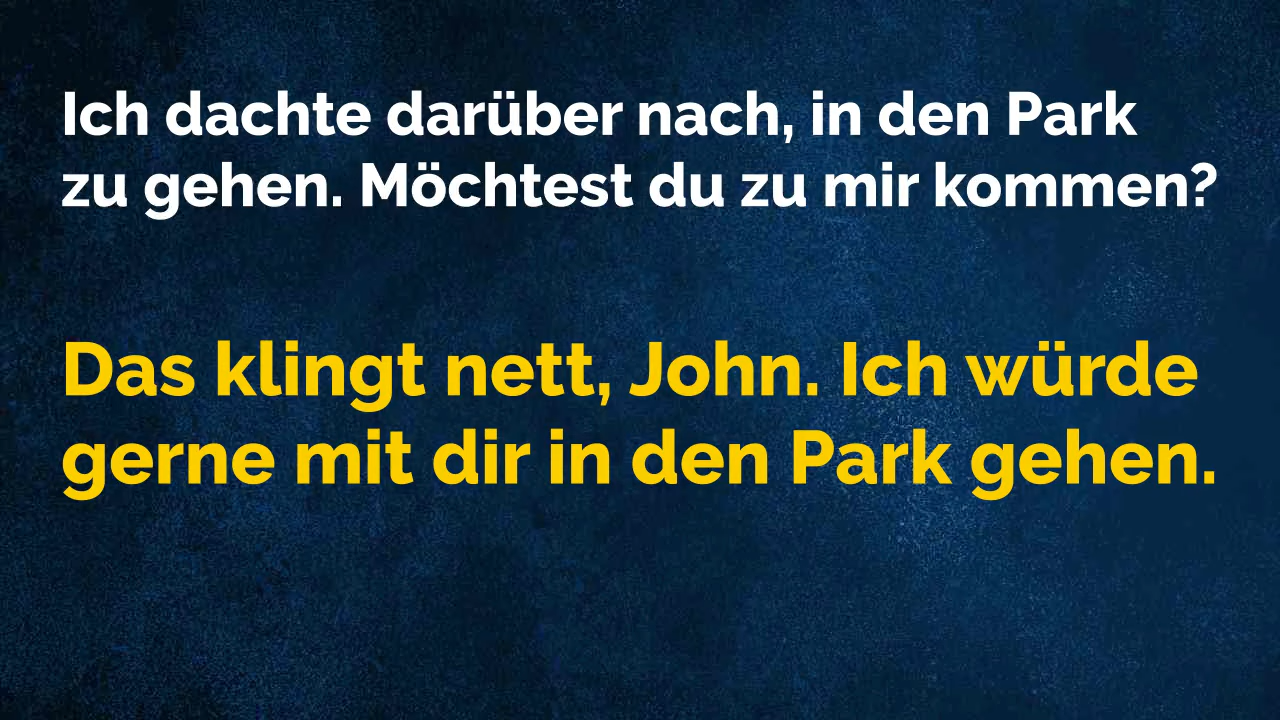 Ich dachte darüber nach, in den Park
zu gehen. Möchtest du zu mir kommen?
Das klingt nett, John. Ich würde
gerne mit dir in den Park gehen.